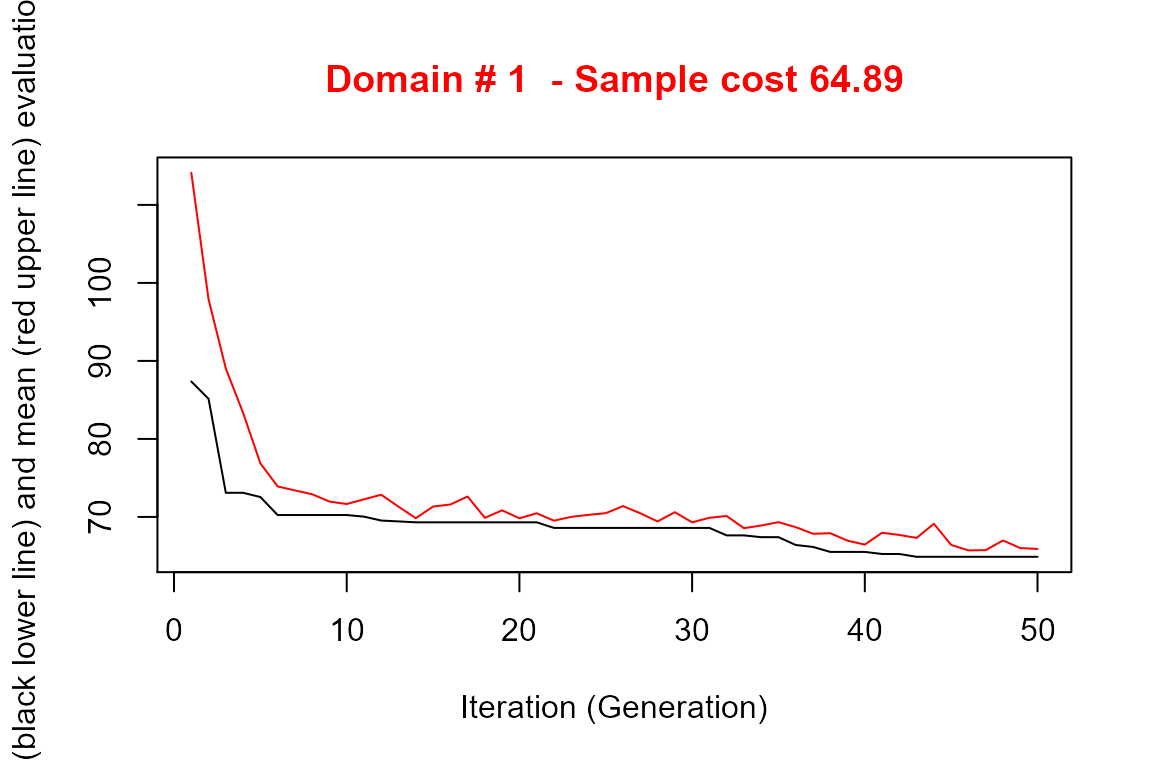 Domain # 1 - Sample cost 64.89
(black lower line) and mean (red upper line)
100
90
80
70
0 10 20 30 40 50
Iteration (Generation)